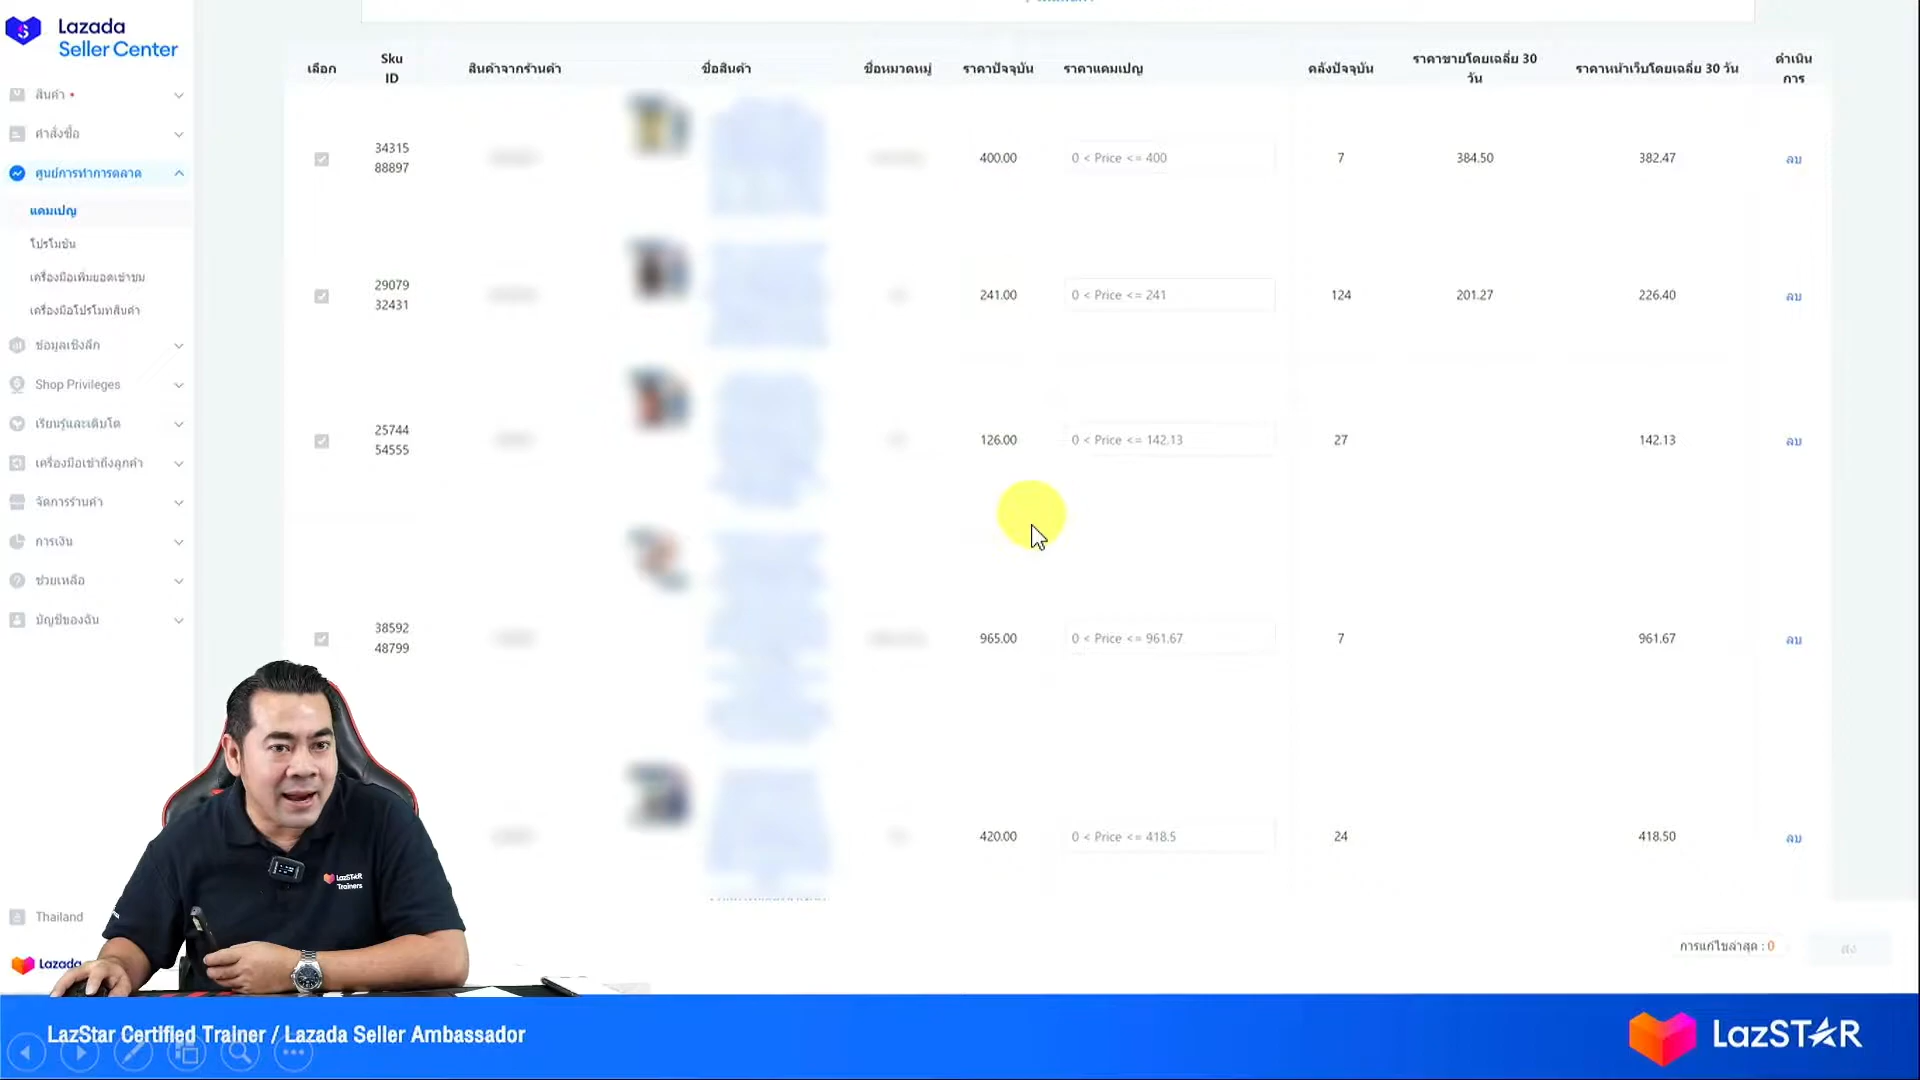 Lazada
Seller Center
สินค้า
คำสั่งซื้อ
ศูนย์การทำการตลาด
แคมเปญ
โปรโมชัน
เครื่องมือเพิ่มยอดเข้าชม
เครื่องมือโปรโมทสินค้า
ข้อมูลเชิงลึก
Shop Privileges
เรียนรู้และเติบโต
เครื่องมือเข้าถึงลูกค้า
จัดการร้านค้า
การเงิน
ช่วยเหลือ
บัญชีของฉัน
Thailand
Lazada
เลือก Sku ID สินค้าจากร้านค้า ชื่อสินค้า ชื่อหมวดหมู่ ราคาปัจจุบัน ราคาแคมเปญ คลังปัจจุบัน ราคาขายโดยเฉลี่ย 30 วัน ราคาหน้าเว็บโดยเฉลี่ย 30 วัน ดำเนินการ
34315
88897 400.00 0 < Price <= 400 7 384.50 382.47 ลบ
29079
32431 241.00 0 < Price <= 241 124 201.27 226.40 ลบ
25744
54555 126.00 0 < Price <= 142.13 27 142.13 ลบ
38592
48799 965.00 0 < Price <= 961.67 7 961.67 ลบ
420.00 0 < Price <= 418.5 24 418.50 ลบ
การแก้ไขล่าสุด : 0 ส่ง
LazSTAR
Trainers
LazStar Certified Trainer / Lazada Seller Ambassador
LazSTAR